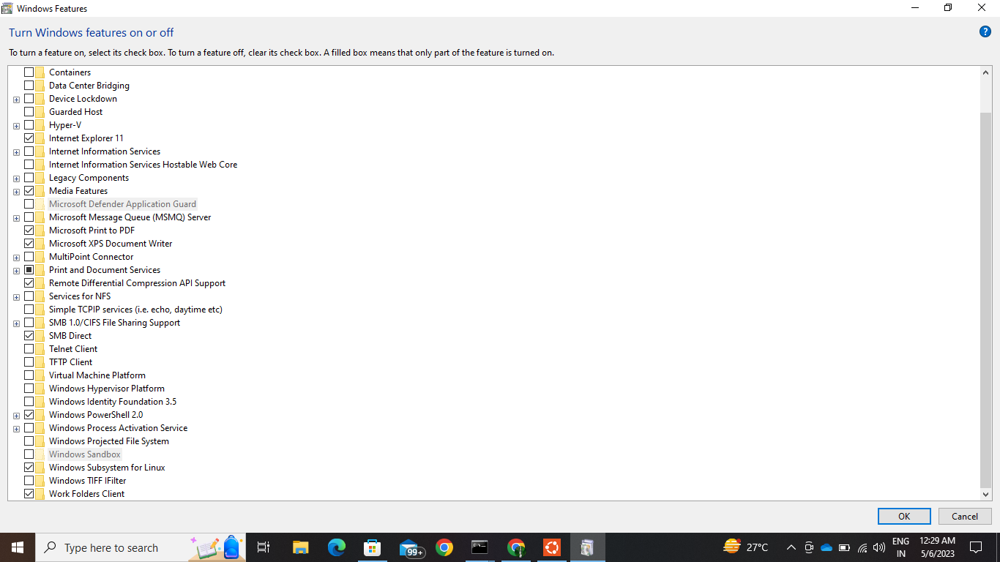 Windows Features
Turn Windows features on or off
?
To turn a feature on, select its check box. To turn a feature off, clear its check box. A filled box means that only part of the feature is turned on.
Containers
Data Center Bridging
Device Lockdown
Guarded Host
Hyper-V
Internet Explorer 11
Internet Information Services
Internet Information Services Hostable Web Core
Legacy Components
Media Features
Microsoft Defender Application Guard
Microsoft Message Queue (MSMQ) Server
Microsoft Print to PDF
Microsoft XPS Document Writer
MultiPoint Connector
Print and Document Services
Remote Differential Compression API Support
Services for NFS
Simple TCPIP services (i.e. echo, daytime etc)
SMB 1.0/CIFS File Sharing Support
SMB Direct
Telnet Client
TFTP Client
Virtual Machine Platform
Windows Hypervisor Platform
Windows Identity Foundation 3.5
Windows PowerShell 2.0
Windows Process Activation Service
Windows Projected File System
Windows Sandbox
Windows Subsystem for Linux
Windows TIFF IFilter
Work Folders Client
OK
Cancel
Type here to search
99+
27°C
ENG
IN
12:29 AM
5/6/2023